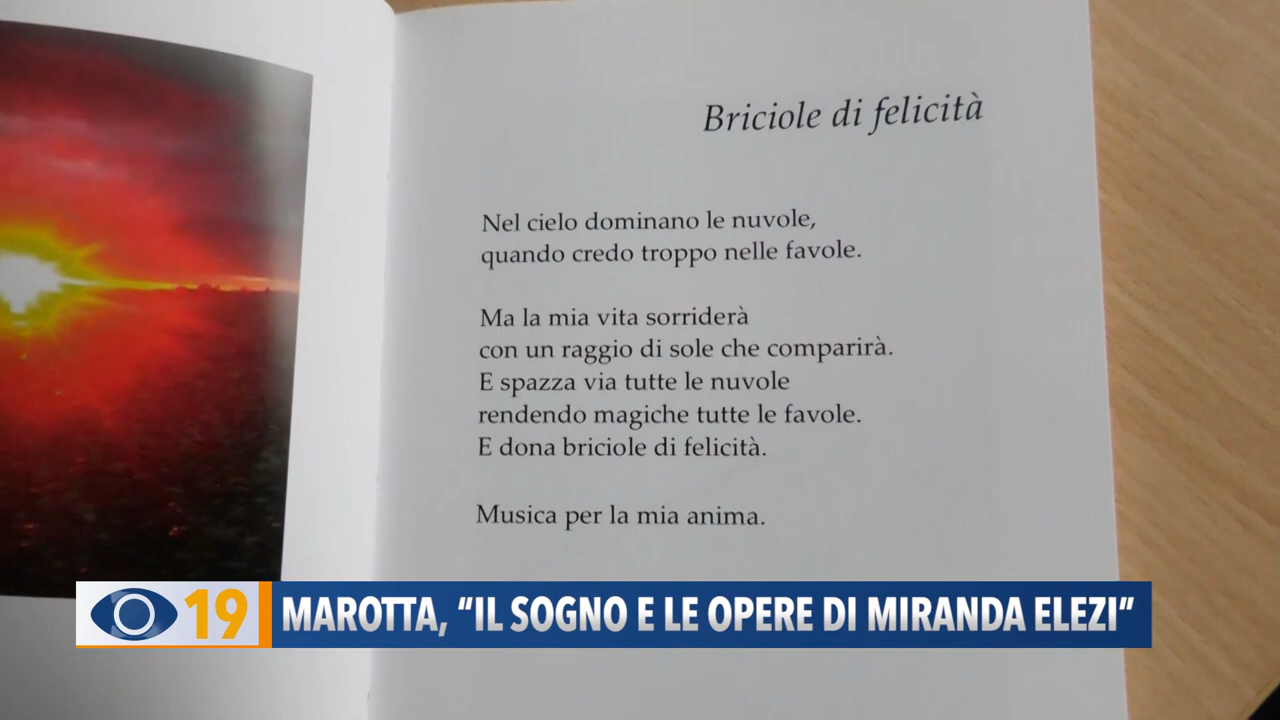 Briciole di felicità
Nel cielo dominano le nuvole,
quando credo troppo nelle favole.
Ma la mia vita sorriderà
con un raggio di sole che comparirà.
E spazza via tutte le nuvole
rendendo magiche tutte le favole.
E dona briciole di felicità.
Musica per la mia anima.
19
MAROTTA, “IL SOGNO E LE OPERE DI MIRANDA ELEZI”